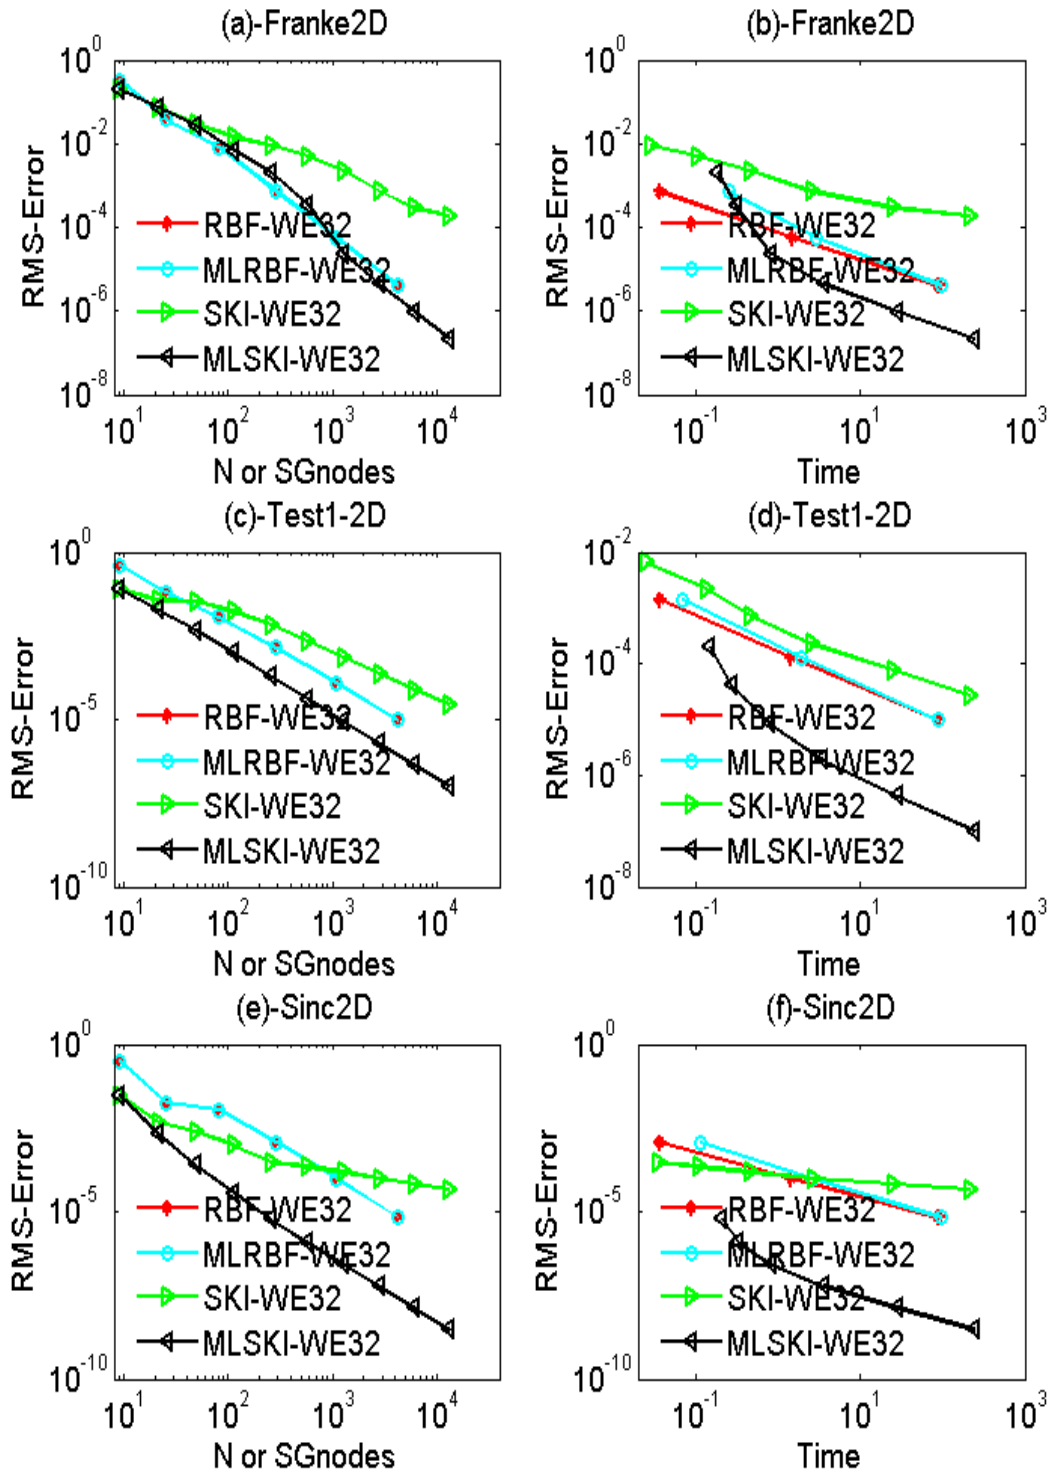 (a)-Franke2D
(b)-Franke2D
RMS-Error
10^0
10^-2
10^-4
10^-6
10^-8
RBF-WE32
MLRBF-WE32
SKI-WE32
MLSKI-WE32
10^1 10^2 10^3 10^4
N or SGnodes
RMS-Error
10^0
10^-2
10^-4
10^-6
10^-8
RBF-WE32
MLRBF-WE32
SKI-WE32
MLSKI-WE32
10^-1 10^1 10^3
Time
(c)-Test1-2D
(d)-Test1-2D
RMS-Error
10^0
10^-5
10^-10
RBF-WE32
MLRBF-WE32
SKI-WE32
MLSKI-WE32
10^1 10^2 10^3 10^4
N or SGnodes
RMS-Error
10^-2
10^-4
10^-6
10^-8
RBF-WE32
MLRBF-WE32
SKI-WE32
MLSKI-WE32
10^-1 10^1 10^3
Time
(e)-Sinc2D
(f)-Sinc2D
RMS-Error
10^0
10^-5
10^-10
RBF-WE32
MLRBF-WE32
SKI-WE32
MLSKI-WE32
10^1 10^2 10^3 10^4
N or SGnodes
RMS-Error
10^0
10^-5
10^-10
RBF-WE32
MLRBF-WE32
SKI-WE32
MLSKI-WE32
10^-1 10^1 10^3
Time